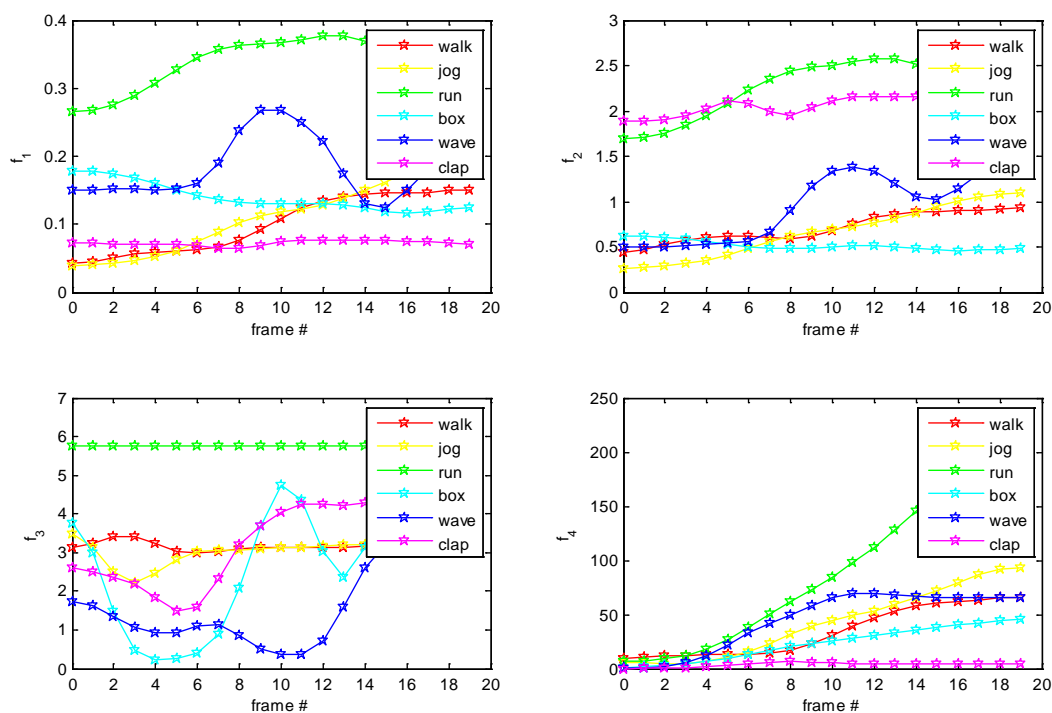 0.4
0.3
0.2
0.1
0
f1
0 2 4 6 8 10 12 14 16 18 20
frame #
walk
jog
run
box
wave
clap
3
2.5
2
1.5
1
0.5
0
f2
0 2 4 6 8 10 12 14 16 18 20
frame #
walk
jog
run
box
wave
clap
7
6
5
4
3
2
1
0
f3
0 2 4 6 8 10 12 14 16 18 20
frame #
walk
jog
run
box
wave
clap
250
200
150
100
50
0
f4
0 2 4 6 8 10 12 14 16 18 20
frame #
walk
jog
run
box
wave
clap